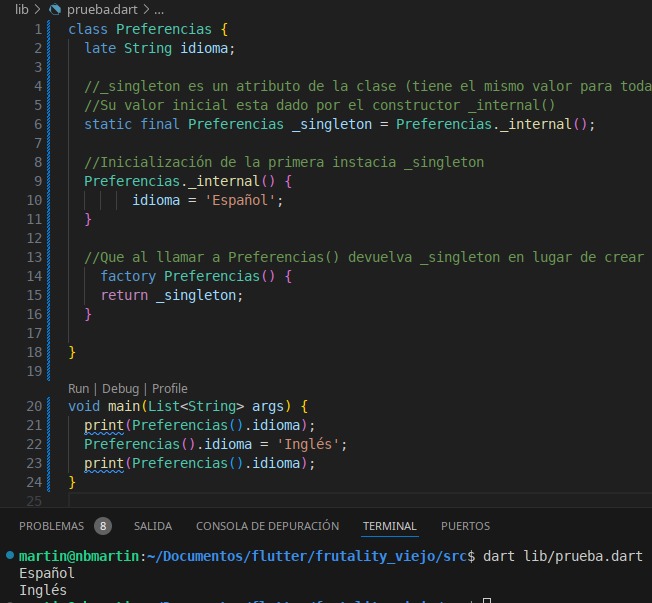 lib > prueba.dart > ...
1 class Preferencias {
2 late String idioma;
3
4 //_singleton es un atributo de la clase (tiene el mismo valor para toda
5 //Su valor inicial esta dado por el constructor _internal()
6 static final Preferencias _singleton = Preferencias._internal();
7
8 //Inicialización de la primera instacia _singleton
9 Preferencias._internal() {
10 idioma = 'Español';
11 }
12
13 //Que al llamar a Preferencias() devuelva _singleton en lugar de crear
14 factory Preferencias() {
15 return _singleton;
16 }
17
18 }
19
Run | Debug | Profile
20 void main(List<String> args) {
21 print(Preferencias().idioma);
22 Preferencias().idioma = 'Inglés';
23 print(Preferencias().idioma);
24 }
25
PROBLEMAS 8 SALIDA CONSOLA DE DEPURACIÓN TERMINAL PUERTOS
martin@nbmartin:~/Documentos/flutter/frutality_viejo/src$ dart lib/prueba.dart
Español
Inglés